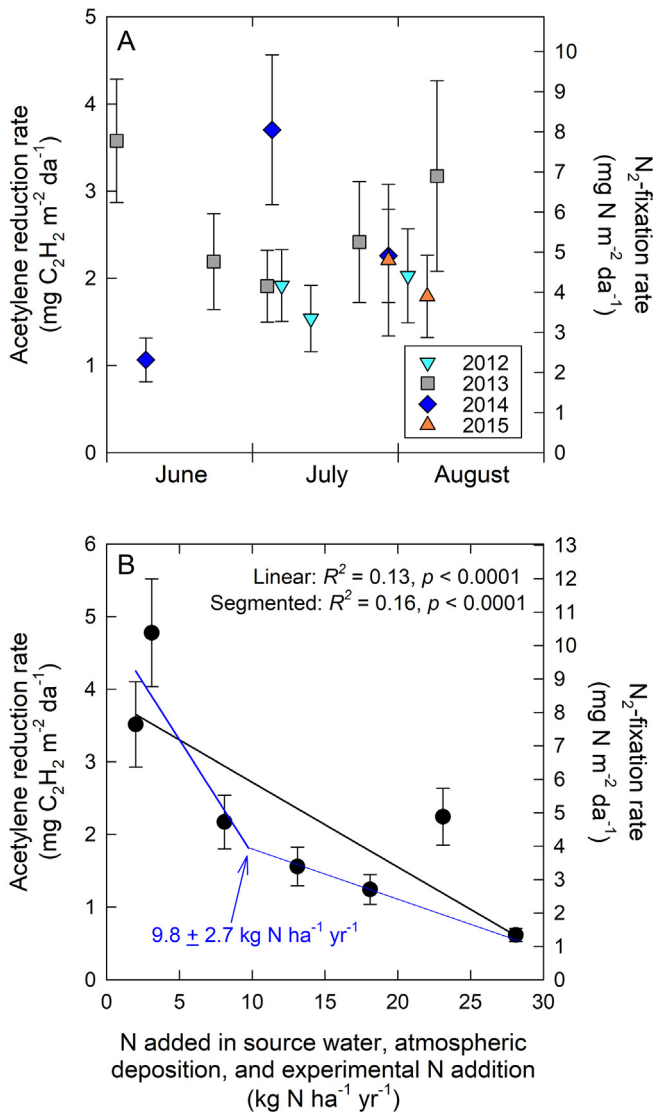 A
Acetylene reduction rate
(mg C₂H₂ m⁻² da⁻¹)
5
4
3
2
1
0
N₂-fixation rate
(mg N m⁻² da⁻¹)
10
9
8
7
6
5
4
3
2
1
0
2012
2013
2014
2015
June July August
B
Linear: R² = 0.13, p < 0.0001
Segmented: R² = 0.16, p < 0.0001
Acetylene reduction rate
(mg C₂H₂ m⁻² da⁻¹)
6
5
4
3
2
1
0
N₂-fixation rate
(mg N m⁻² da⁻¹)
13
12
11
10
9
8
7
6
5
4
3
2
1
0
9.8 ± 2.7 kg N ha⁻¹ yr⁻¹
0 5 10 15 20 25 30
N added in source water, atmospheric
deposition, and experimental N addition
(kg N ha⁻¹ yr⁻¹)